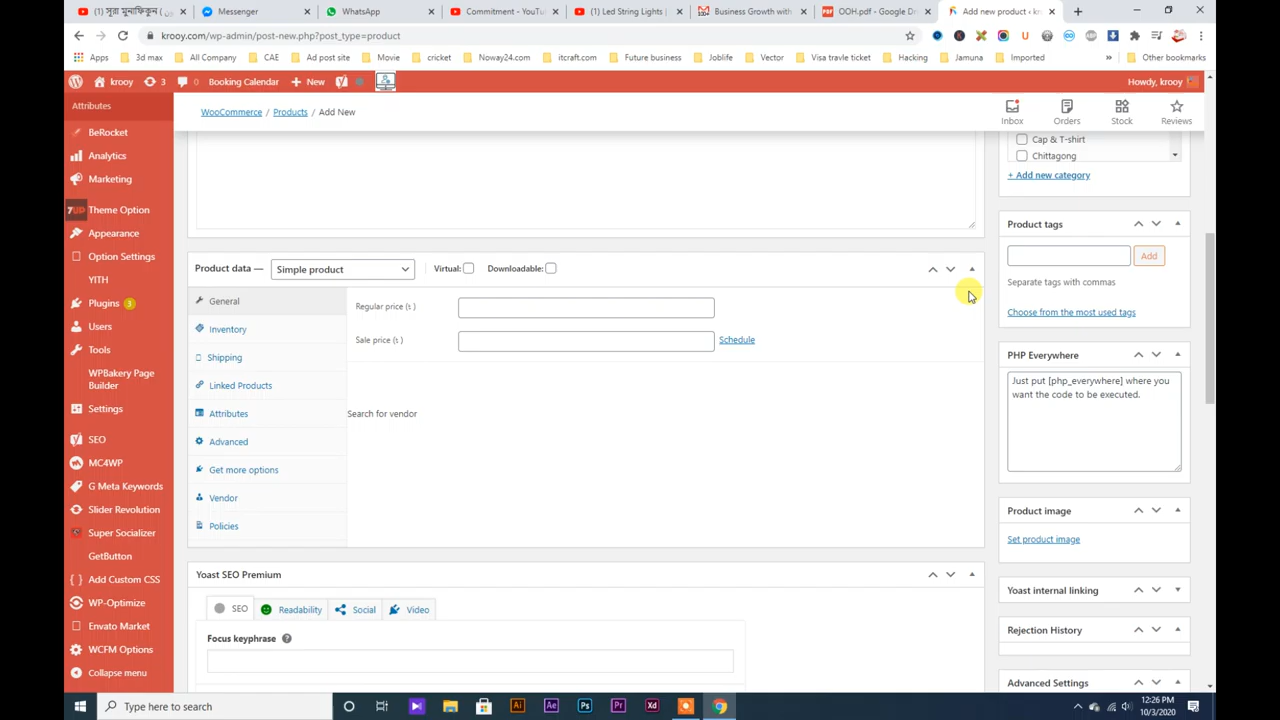 (1) সূরা মুনাফিকুন (
Messenger
WhatsApp
Commitment - YouTu
(1) Led String Lights |
Business Growth with
OOH.pdf - Google Dr
Add new product ‹ kro
krooy.com/wp-admin/post-new.php?post_type=product
Apps
3d max
All Company
CAE
Ad post site
Movie
cricket
Noway24.com
itcraft.com
Future business
Joblife
Visa travle ticket
Hacking
Jamuna
Imported
»
Other bookmarks
krooy
3
Booking Calendar
+ New
Howdy, krooy
Attributes
BeRocket
Analytics
Marketing
7UP Theme Option
Appearance
Option Settings
YITH
Plugins 3
Users
Tools
WPBakery Page
Builder
Settings
SEO
MC4WP
G Meta Keywords
Slider Revolution
Super Socializer
GetButton
Add Custom CSS
WP-Optimize
Envato Market
WCFM Options
Collapse menu
WooCommerce / Products / Add New
Inbox
Orders
Stock
Reviews
Product data —
Simple product
Virtual:
Downloadable:
General
Inventory
Shipping
Linked Products
Attributes
Advanced
Get more options
Vendor
Policies
Regular price (৳ )
Sale price (৳ )
Schedule
Search for vendor
Yoast SEO Premium
SEO
Readability
Social
Video
Focus keyphrase
Cap & T-shirt
Chittagong
+ Add new category
Product tags
Add
Separate tags with commas
Choose from the most used tags
PHP Everywhere
Just put [php_everywhere] where you
want the code to be executed.
Product image
Set product image
Yoast internal linking
Rejection History
Advanced Settings
Type here to search
Ai
Ae
Ps
Pr
Xd
12:26 PM
10/3/2020